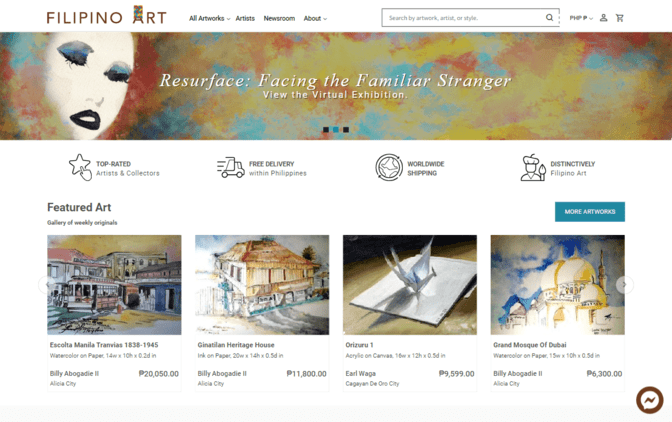 FILIPINO ART
All Artworks
Artists
Newsroom
About
Search by artwork, artist, or style.
PHP ₱
Resurface: Facing the Familiar Stranger
View the Virtual Exhibition.
TOP-RATED
Artists & Collectors
FREE DELIVERY
within Philippines
WORLDWIDE
SHIPPING
DISTINCTIVELY
Filipino Art
Featured Art
Gallery of weekly originals
MORE ARTWORKS
Escolta Manila Tranvias 1838-1945
Watercolor on Paper, 14w x 10h x 0.2d in
Billy Abogadie II
₱20,050.00
Alicia City
Ginatilan Heritage House
Ink on Paper, 20w x 14h x 0.5d in
Billy Abogadie II
₱11,800.00
Alicia City
Orizuru 1
Acrylic on Canvas, 16w x 12h x 0.5d in
Earl Waga
₱9,599.00
Cagayan De Oro City
Grand Mosque Of Dubai
Watercolor on Paper, 15w x 10h x 0.5d in
Billy Abogadie II
₱6,300.00
Alicia City